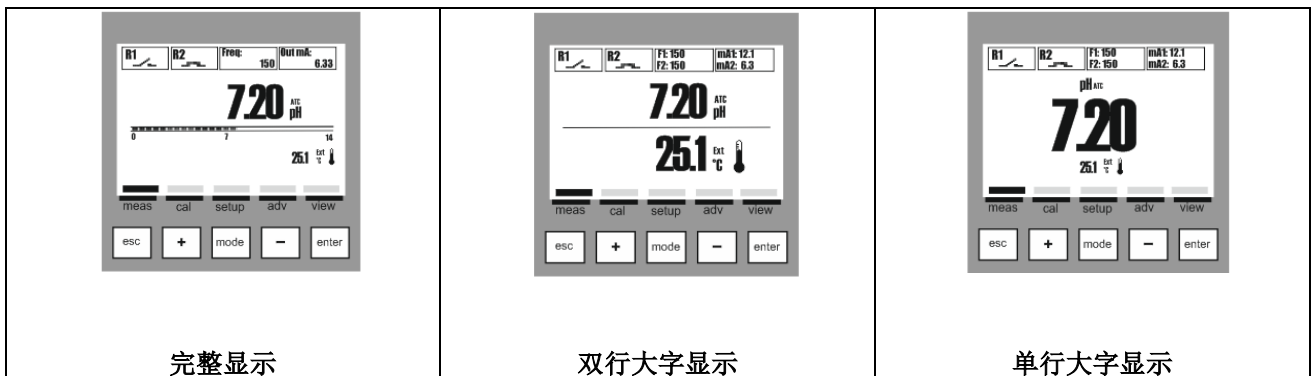 R1 R2 Freq: 150 Out mA: 6.33
7.20 ATC pH
0 7 14
25.1 Ext °C
meas cal setup adv view
esc + mode − enter
完整显示
R1 R2 F1: 150 mA1: 12.1
F2: 150 mA2: 6.3
7.20 ATC pH
25.1 Ext °C
meas cal setup adv view
esc + mode − enter
双行大字显示
R1 R2 F1: 150 mA1: 12.1
F2: 150 mA2: 6.3
pH ATC
7.20
25.1 Ext °C
meas cal setup adv view
esc + mode − enter
单行大字显示